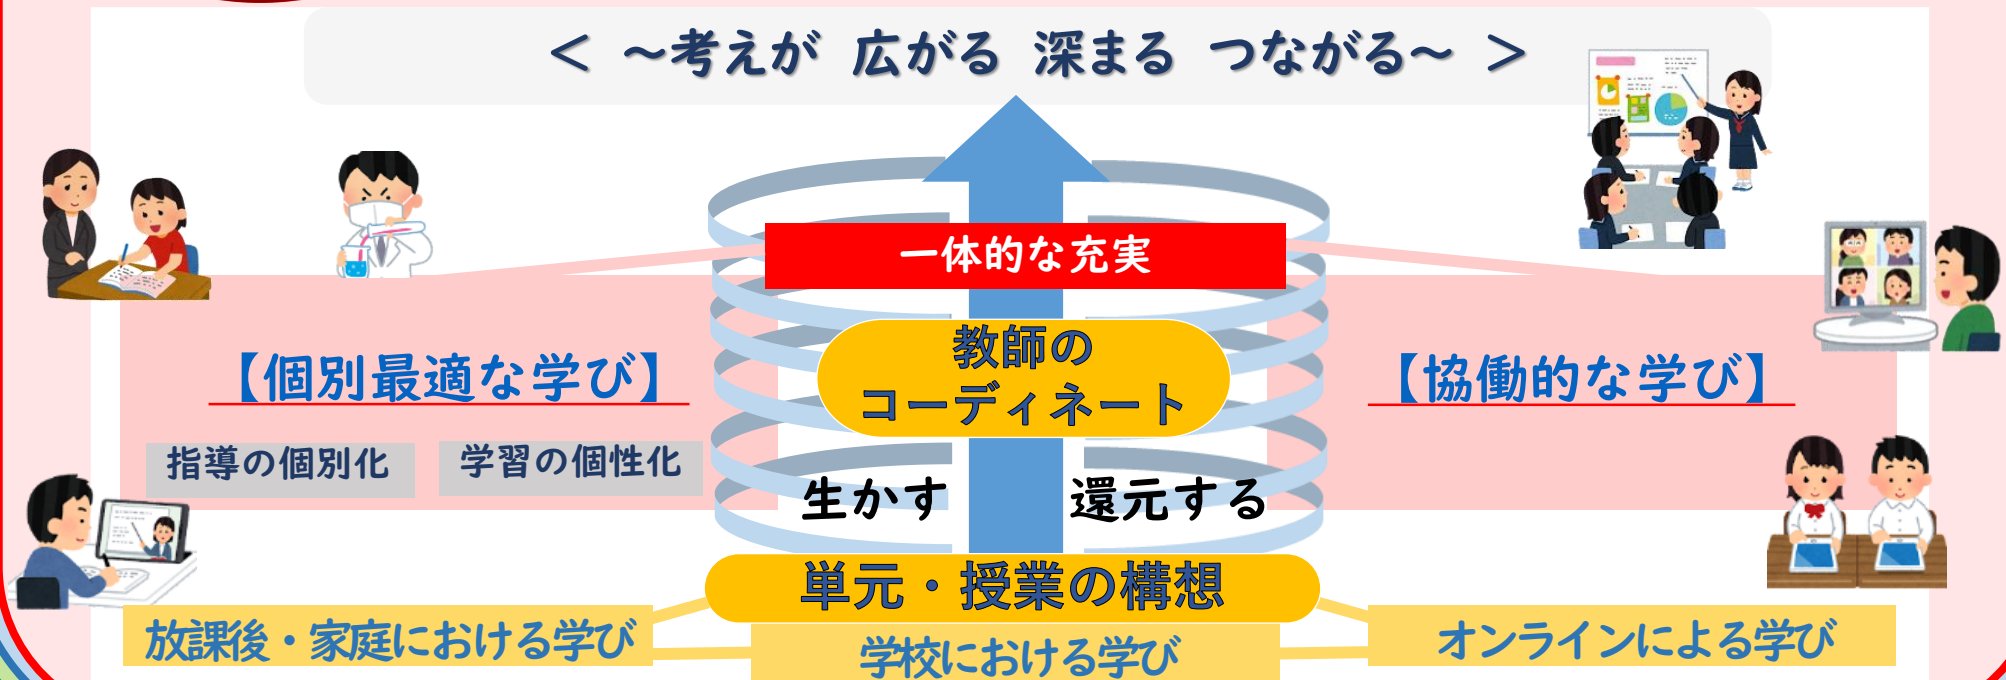 ＜ ～考えが 広がる 深まる つながる～ ＞
一体的な充実
教師の
コーディネート
【個別最適な学び】
【協働的な学び】
指導の個別化
学習の個性化
生かす
還元する
単元・授業の構想
放課後・家庭における学び
学校における学び
オンラインによる学び